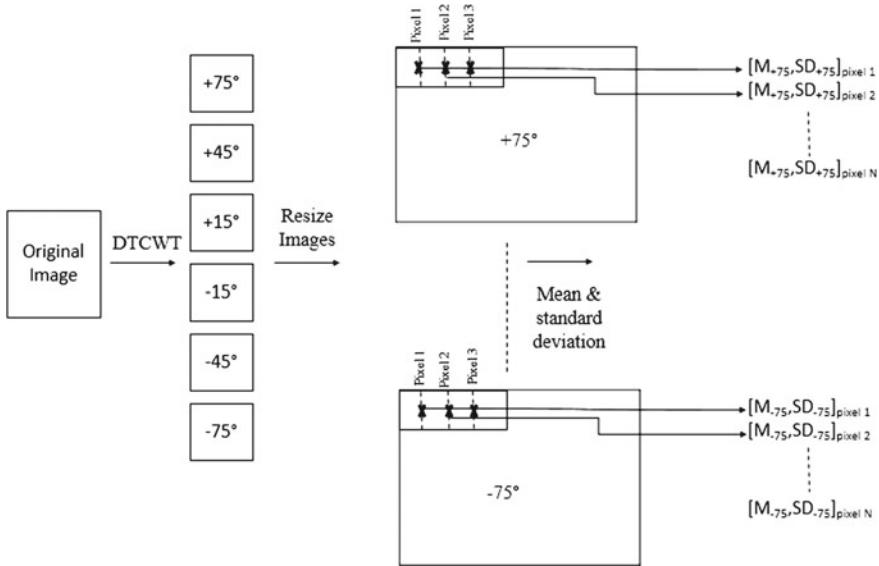 Original
Image
DTCWT
+75°
+45°
+15°
-15°
-45°
-75°
Resize
Images
Pixel 1
Pixel 2
Pixel 3
+75°
[M+75,SD+75]pixel 1
[M+75,SD+75]pixel 2
[M+75,SD+75]pixel N
Mean &
standard
deviation
Pixel 1
Pixel 2
Pixel 3
-75°
[M-75,SD-75]pixel 1
[M-75,SD-75]pixel 2
[M-75,SD-75]pixel N